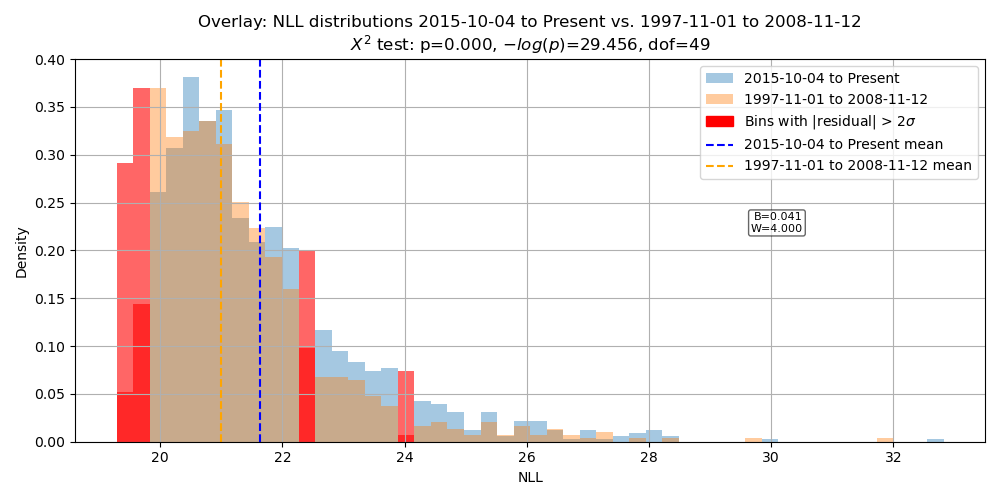 Overlay: NLL distributions 2015-10-04 to Present vs. 1997-11-01 to 2008-11-12
X² test: p=0.000, −log(p)=29.456, dof=49
0.40
0.35
0.30
0.25
0.20
0.15
0.10
0.05
0.00
Density
2015-10-04 to Present
1997-11-01 to 2008-11-12
Bins with |residual| > 2σ
2015-10-04 to Present mean
1997-11-01 to 2008-11-12 mean
B=0.041
W=4.000
20 22 24 26 28 30 32
NLL